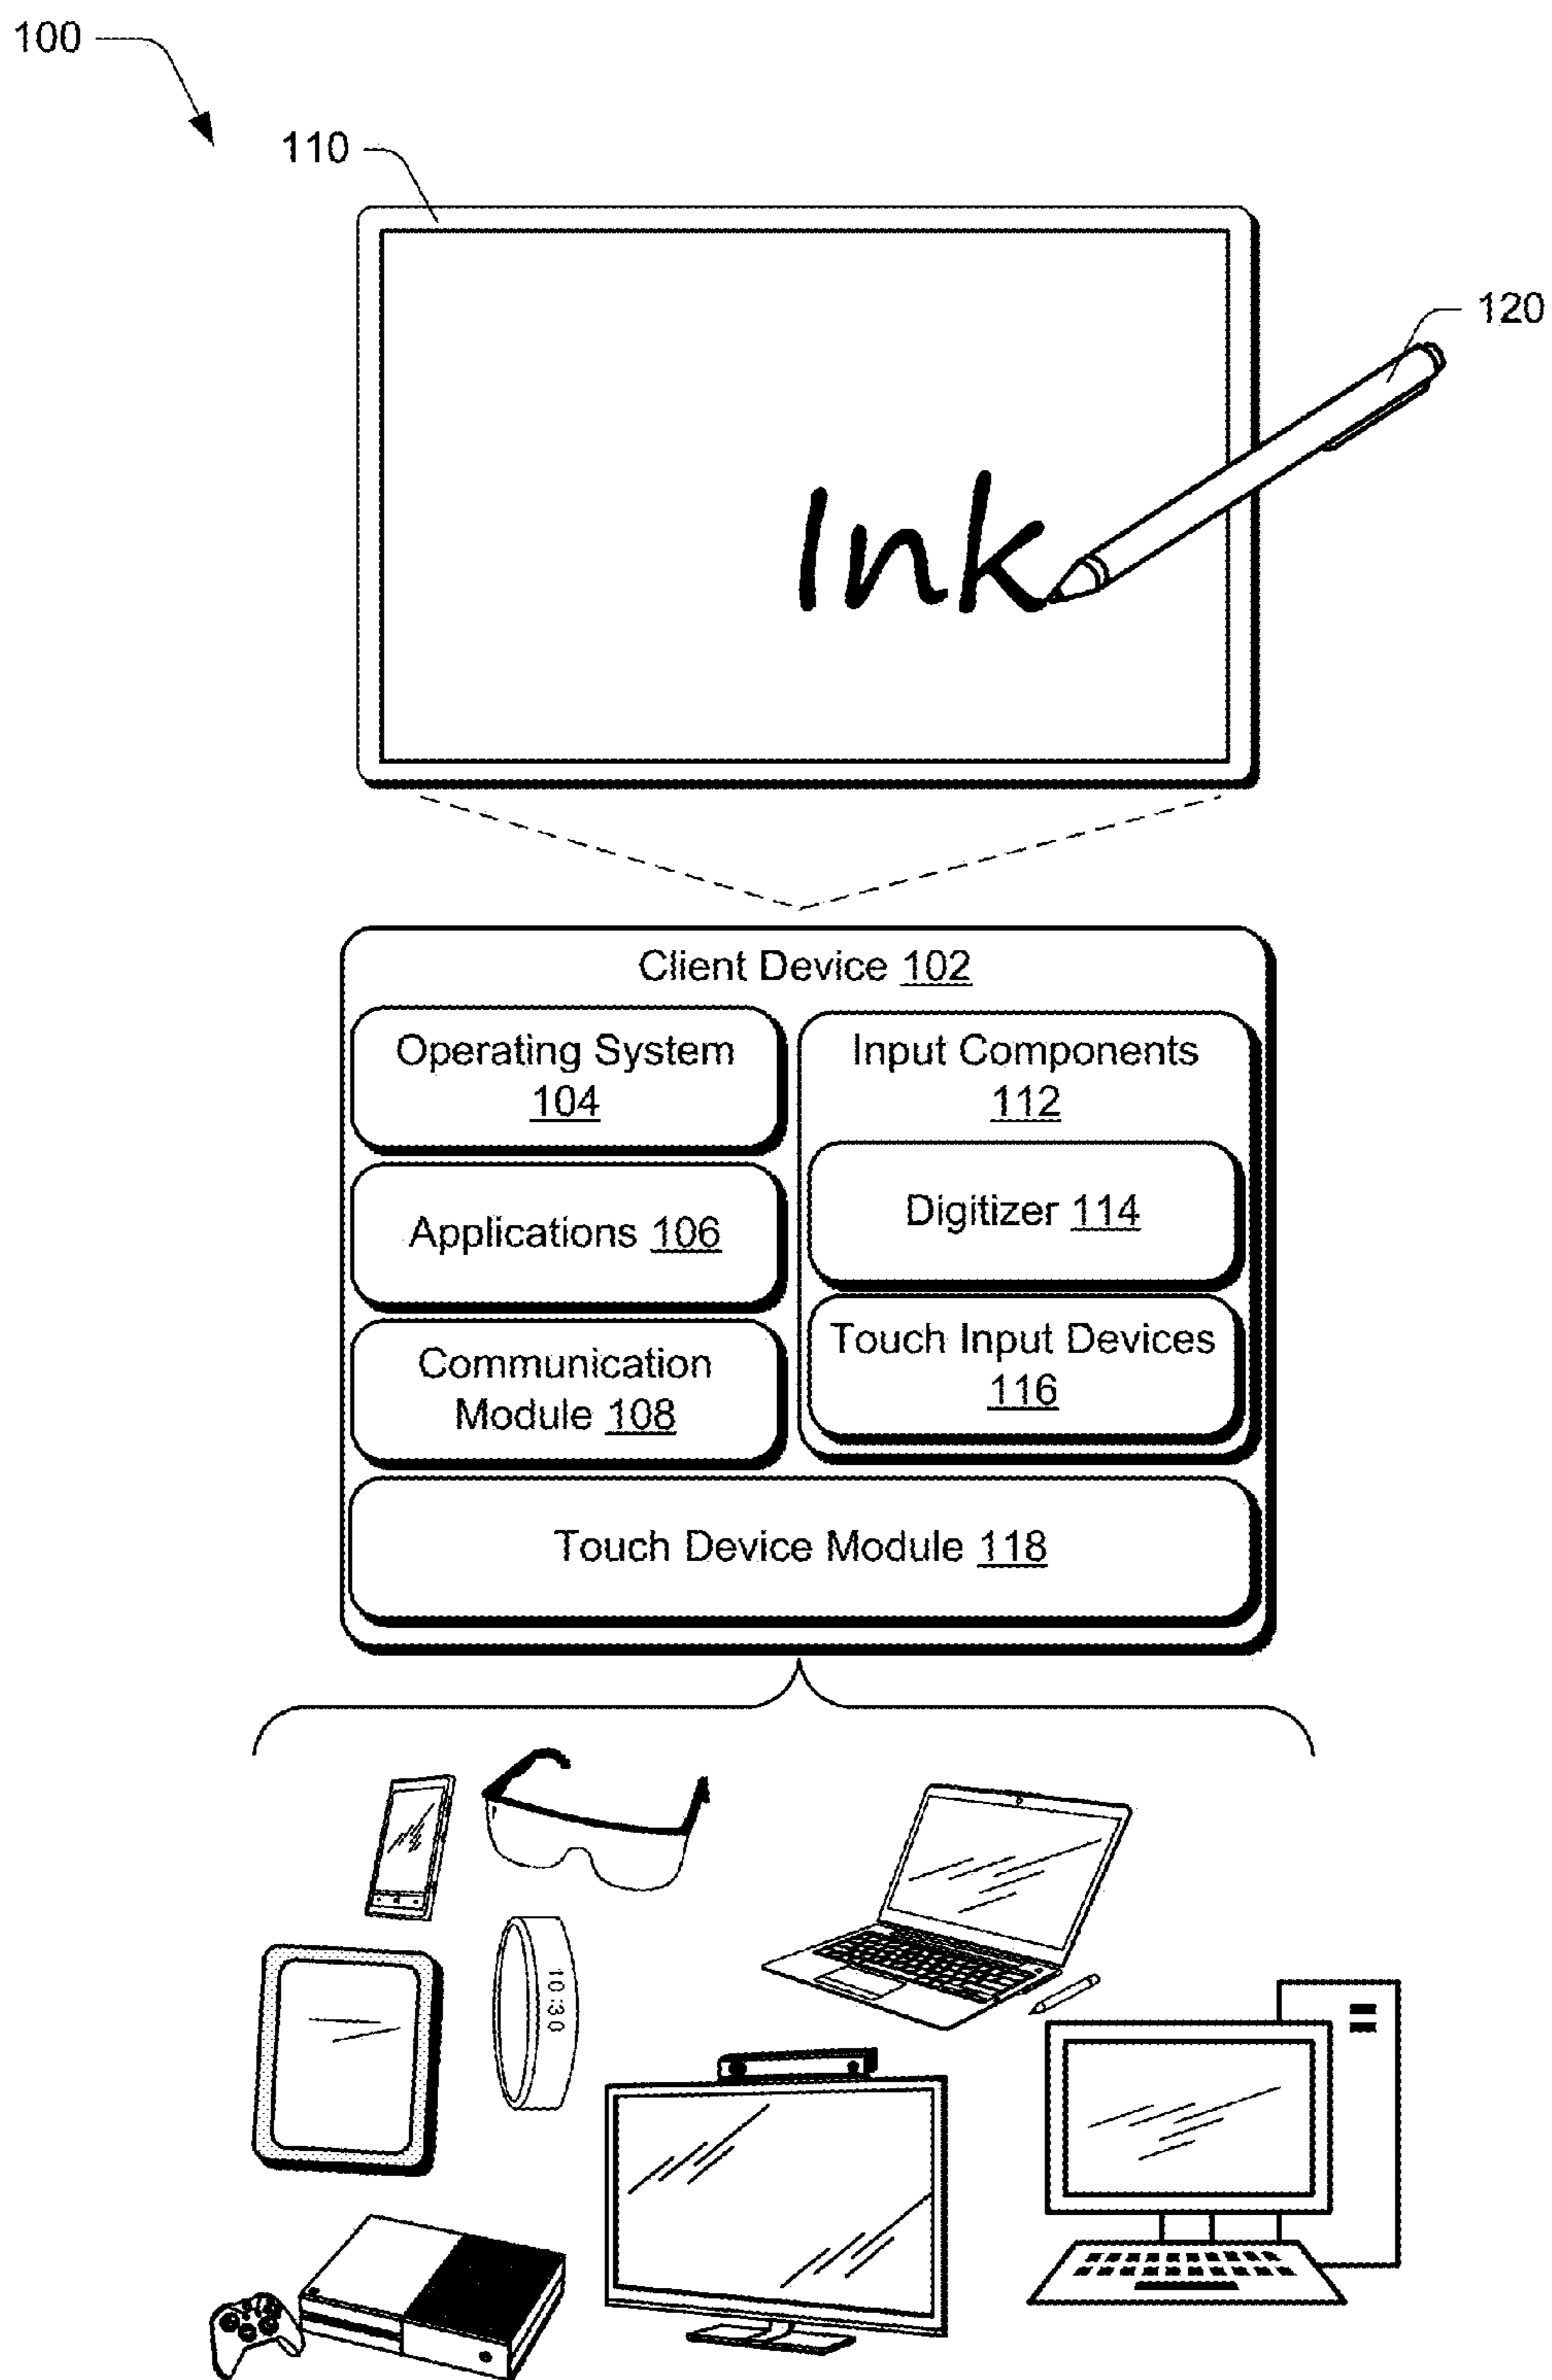 100
110
120
Ink
Client Device 102
Operating System
104
Applications 106
Communication
Module 108
Input Components
112
Digitizer 114
Touch Input Devices
116
Touch Device Module 118
10:30